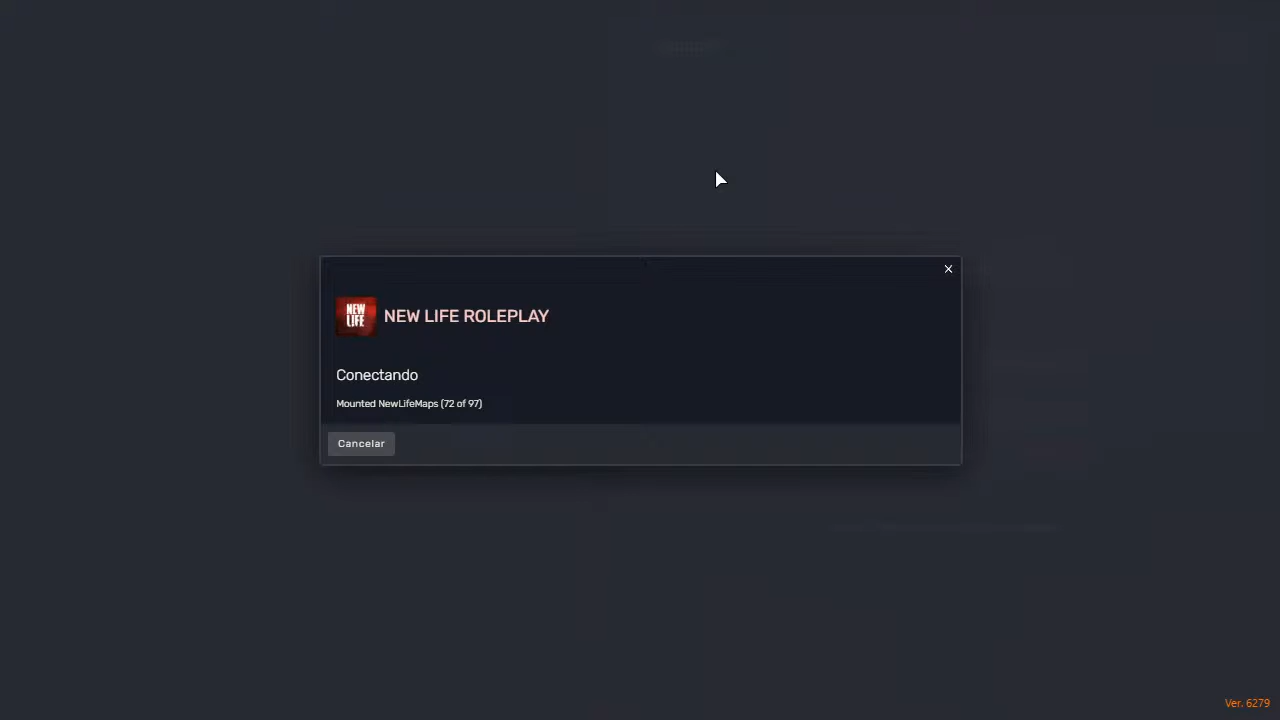 NEW
LIFE
NEW LIFE ROLEPLAY
Conectando
Mounted NewLifeMaps (72 of 97)
Cancelar
Ver. 6279